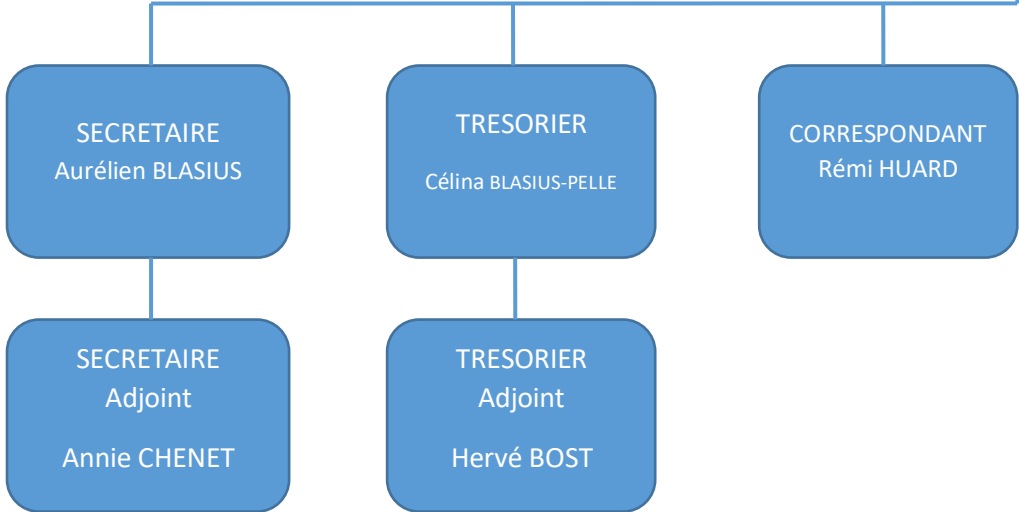 SECRETAIRE
Aurélien BLASIUS
TRESORIER
Célina BLASIUS-PELLE
CORRESPONDANT
Rémi HUARD
SECRETAIRE
Adjoint
Annie CHENET
TRESORIER
Adjoint
Hervé BOST